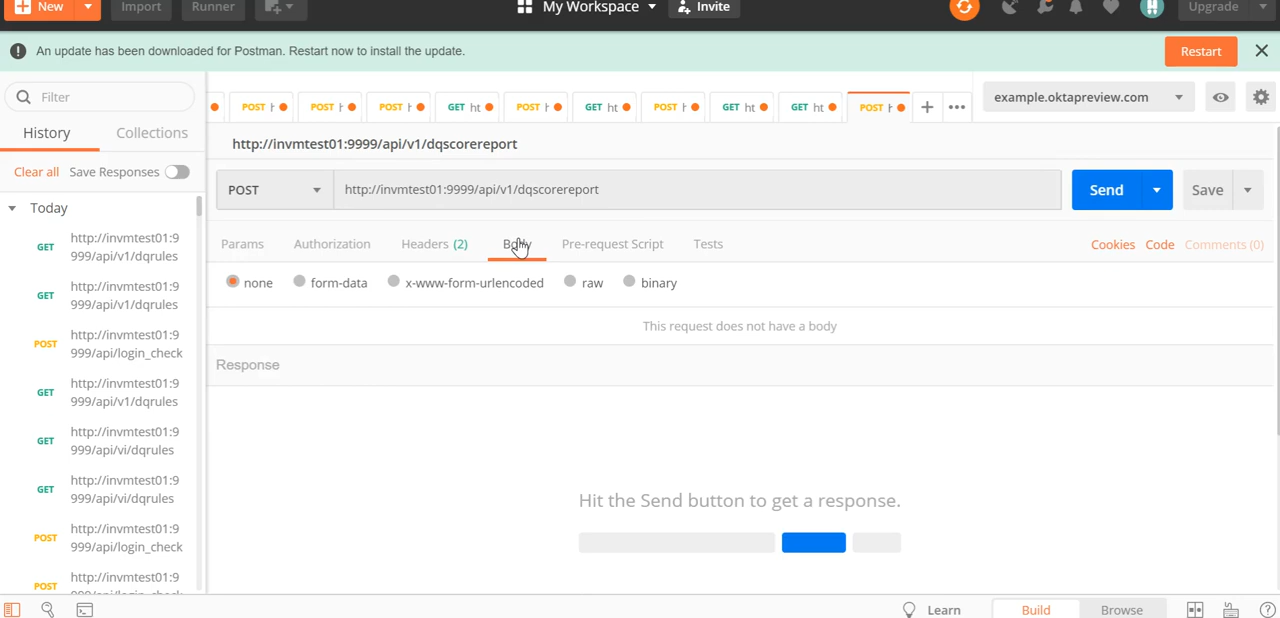 New Import Runner My Workspace Invite Upgrade
An update has been downloaded for Postman. Restart now to install the update. Restart
Filter
POST POST POST GET ht POST GET ht POST GET ht GET ht POST
example.oktapreview.com
History Collections
http://invmtest01:9999/api/v1/dqscorereport
Clear all Save Responses
POST http://invmtest01:9999/api/v1/dqscorereport Send Save
Today
GET http://invmtest01:9
999/api/v1/dqrules
Params Authorization Headers (2) Body Pre-request Script Tests Cookies Code Comments (0)
none form-data x-www-form-urlencoded raw binary
GET http://invmtest01:9
999/api/v1/dqrules
This request does not have a body
POST http://invmtest01:9
999/api/login_check
Response
GET http://invmtest01:9
999/api/v1/dqrules
GET http://invmtest01:9
999/api/vi/dqrules
GET http://invmtest01:9
999/api/vi/dqrules
Hit the Send button to get a response.
POST http://invmtest01:9
999/api/login_check
POST http://invmtest01:9
Learn Build Browse